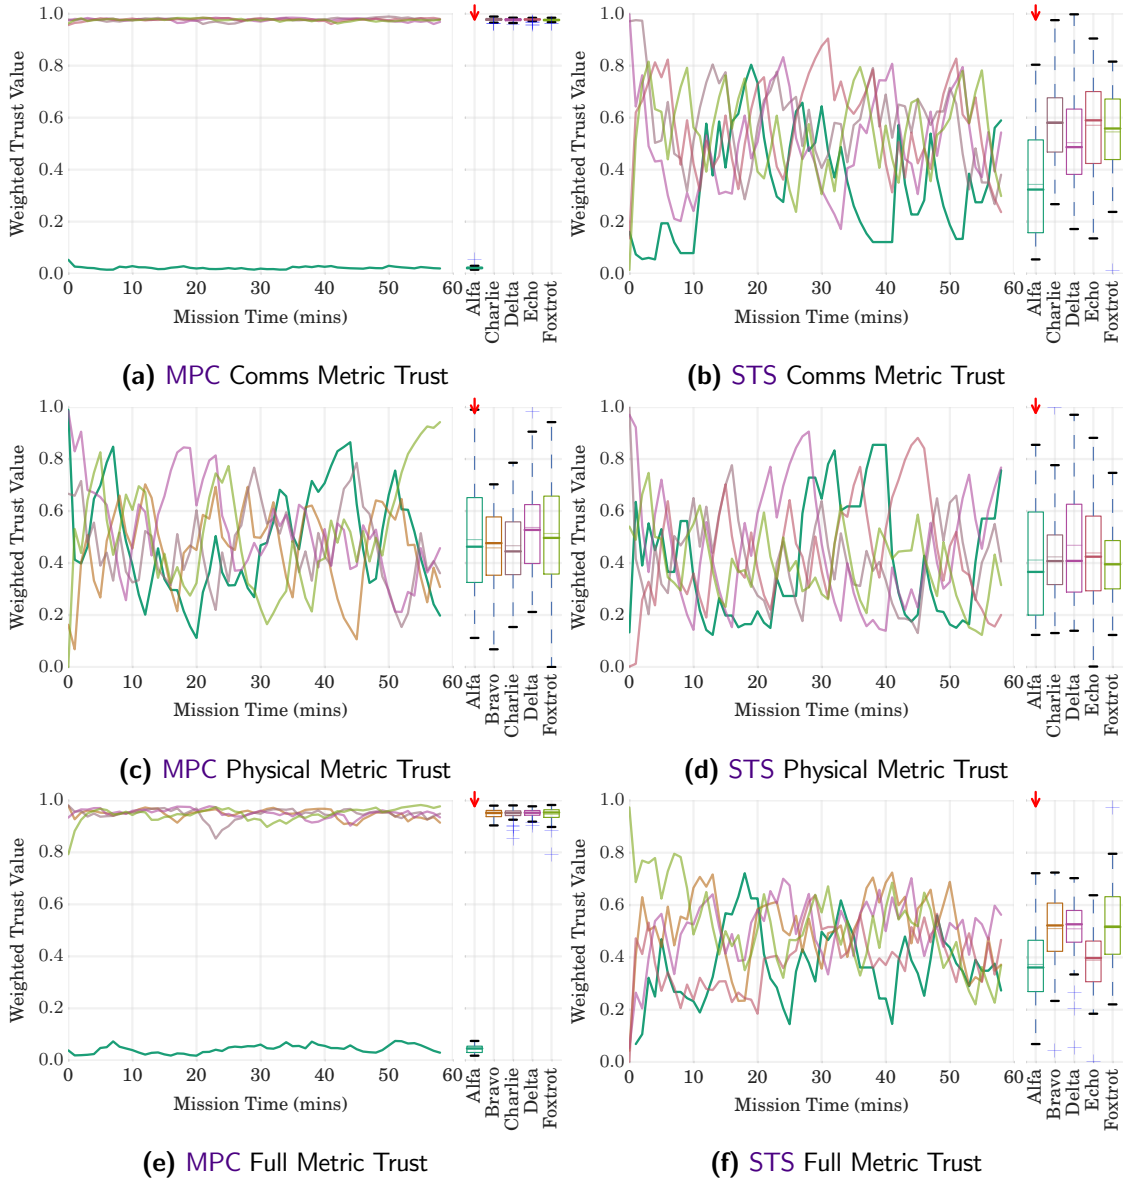 Weighted Trust Value
1.0
0.8
0.6
0.4
0.2
0.0
0 10 20 30 40 50 60
Mission Time (mins)
Alfa
Charlie
Delta
Echo
Foxtrot
(a) MPC Comms Metric Trust
Weighted Trust Value
1.0
0.8
0.6
0.4
0.2
0.0
0 10 20 30 40 50 60
Mission Time (mins)
Alfa
Charlie
Delta
Echo
Foxtrot
(b) STS Comms Metric Trust
Weighted Trust Value
1.0
0.8
0.6
0.4
0.2
0.0
0 10 20 30 40 50 60
Mission Time (mins)
Alfa
Bravo
Charlie
Delta
Foxtrot
(c) MPC Physical Metric Trust
Weighted Trust Value
1.0
0.8
0.6
0.4
0.2
0.0
0 10 20 30 40 50 60
Mission Time (mins)
Alfa
Charlie
Delta
Echo
Foxtrot
(d) STS Physical Metric Trust
Weighted Trust Value
1.0
0.8
0.6
0.4
0.2
0.0
0 10 20 30 40 50 60
Mission Time (mins)
Alfa
Bravo
Charlie
Delta
Foxtrot
(e) MPC Full Metric Trust
Weighted Trust Value
1.0
0.8
0.6
0.4
0.2
0.0
0 10 20 30 40 50 60
Mission Time (mins)
Alfa
Bravo
Delta
Echo
Foxtrot
(f) STS Full Metric Trust